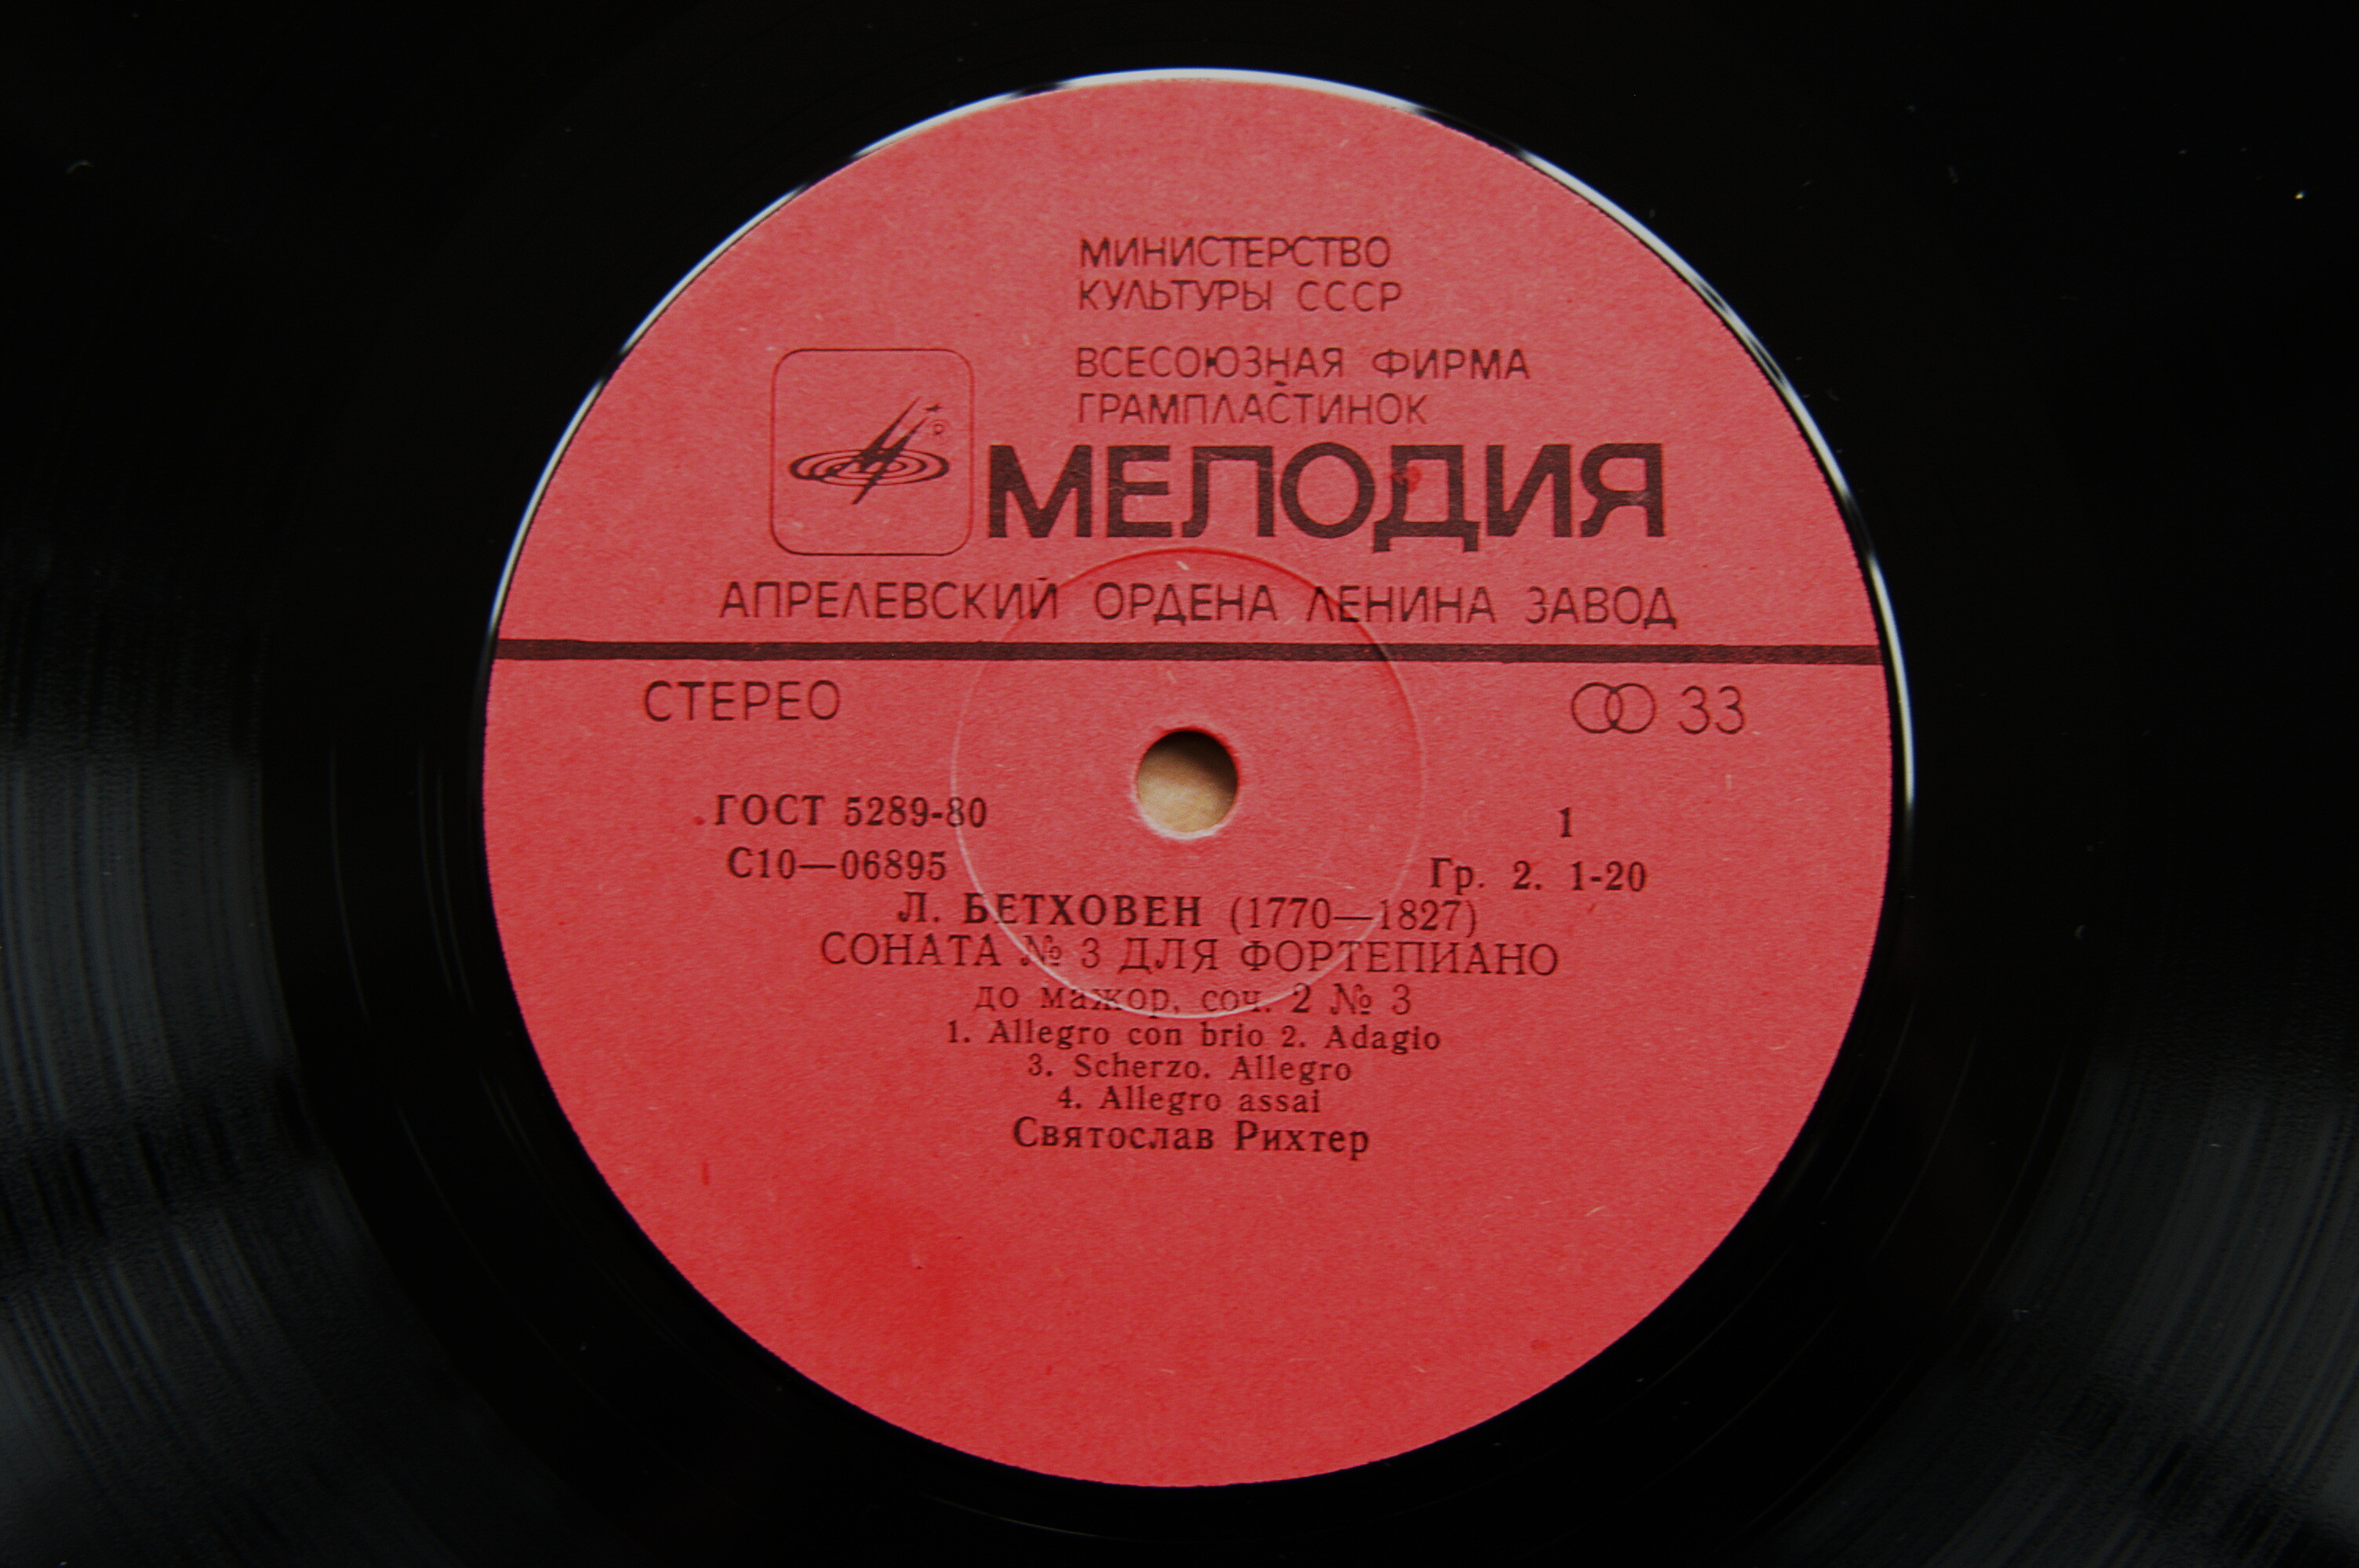 МИНИСТЕРСТВО
КУЛЬТУРЫ СССР
ВСЕСОЮЗНАЯ ФИРМА
ГРАМПЛАСТИНОК
®
МЕЛОДИЯ
АПРЕЛЕВСКИЙ ОРДЕНА ЛЕНИНА ЗАВОД
СТЕРЕО
33
ГОСТ 5289-80
1
С10—06895
Гр. 2. 1-20
Л. БЕТХОВЕН (1770—1827)
СОНАТА № 3 ДЛЯ ФОРТЕПИАНО
до мажор, соч. 2 № 3
1. Allegro con brio 2. Adagio
3. Scherzo. Allegro
4. Allegro assai
Святослав Рихтер